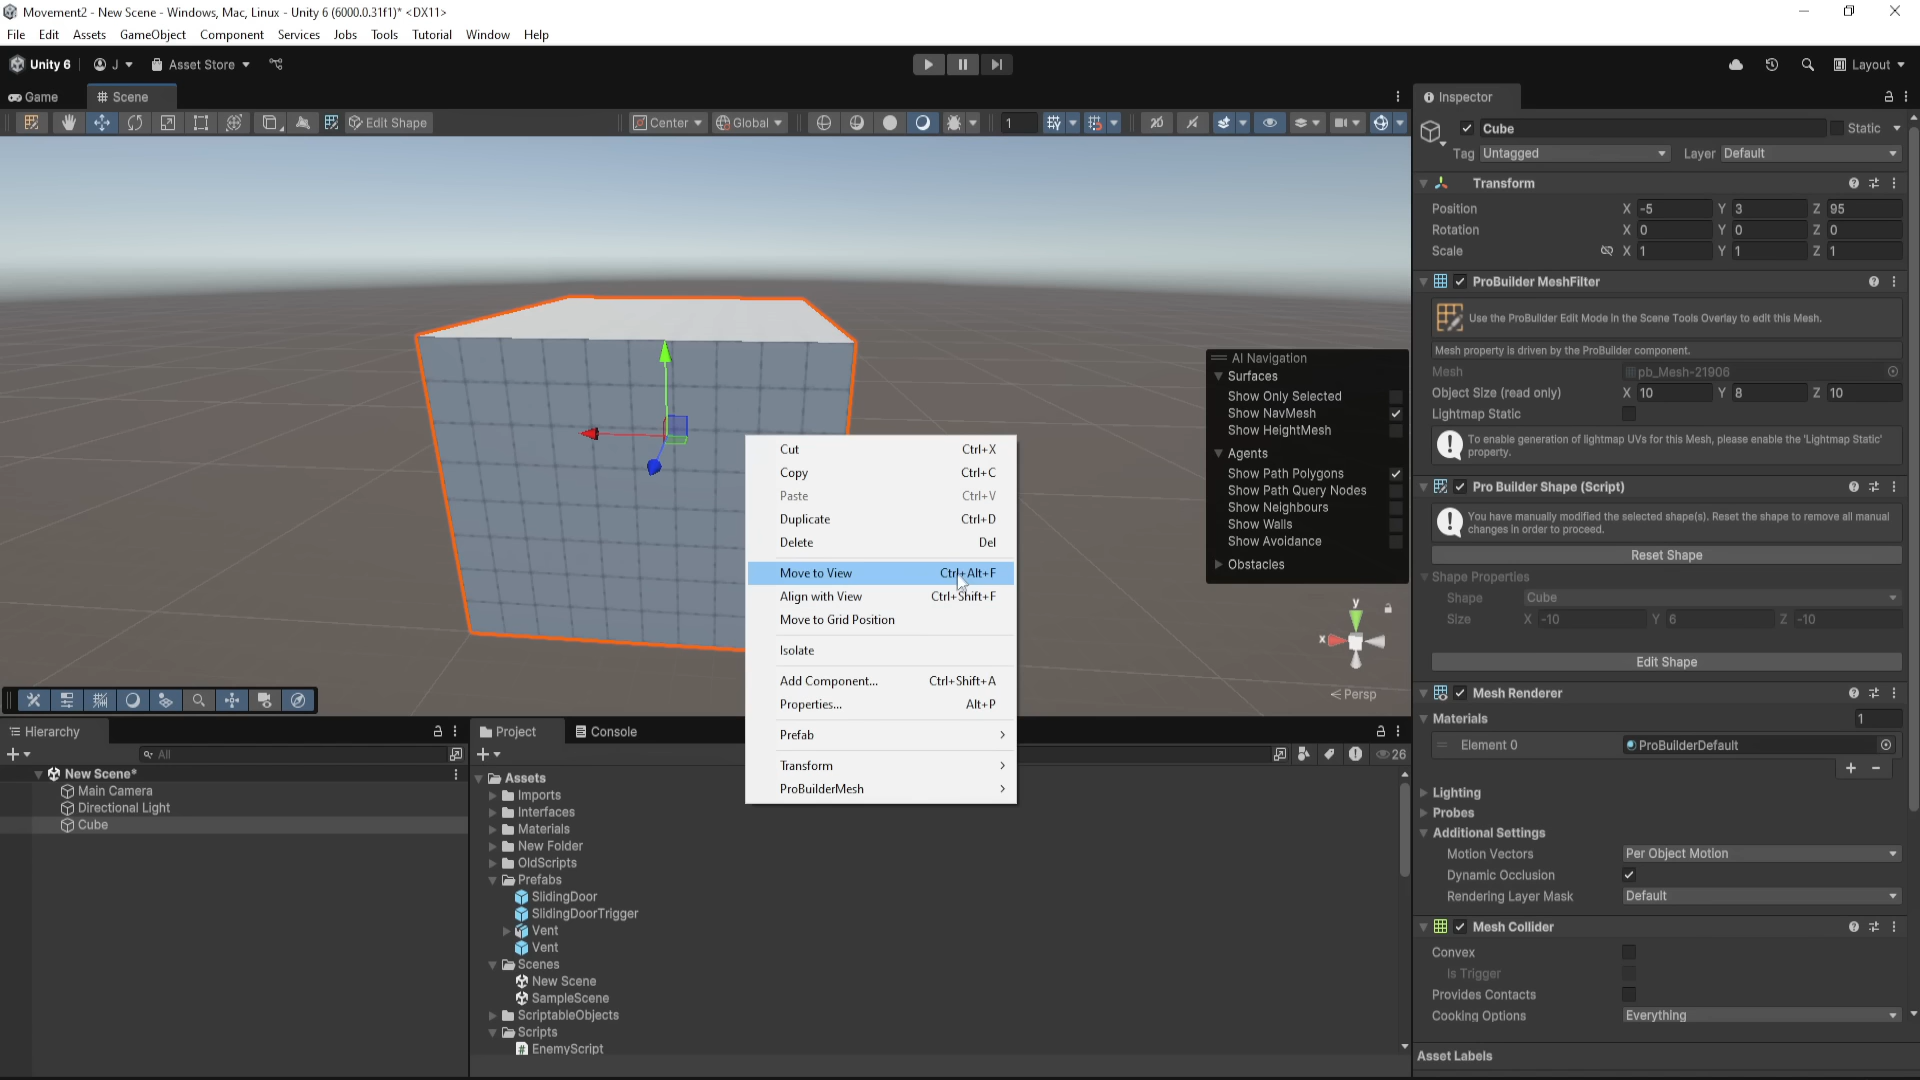 Movement2 - New Scene - Windows, Mac, Linux - Unity 6 (6000.0.31f1)* <DX11>
File Edit Assets GameObject Component Services Jobs Tools Tutorial Window Help
Unity 6 J Asset Store Layout
Game Scene
Edit Shape Center Global 1 2D
Cut Ctrl+X
Copy Ctrl+C
Paste Ctrl+V
Duplicate Ctrl+D
Delete Del
Move to View Ctrl+Alt+F
Align with View Ctrl+Shift+F
Move to Grid Position
Isolate
Add Component... Ctrl+Shift+A
Properties... Alt+P
Prefab
Transform
ProBuilderMesh
AI Navigation
Surfaces
Show Only Selected
Show NavMesh
Show HeightMesh
Agents
Show Path Polygons
Show Path Query Nodes
Show Neighbours
Show Walls
Show Avoidance
Obstacles
y
x
Persp
Hierarchy
All
New Scene*
Main Camera
Directional Light
Cube
Project Console
26
Assets
Imports
Interfaces
Materials
New Folder
OldScripts
Prefabs
SlidingDoor
SlidingDoorTrigger
Vent
Vent
Scenes
New Scene
SampleScene
ScriptableObjects
Scripts
EnemyScript
Inspector
Cube Static
Tag Untagged Layer Default
Transform
Position X -5 Y 3 Z 95
Rotation X 0 Y 0 Z 0
Scale X 1 Y 1 Z 1
ProBuilder MeshFilter
Use the ProBuilder Edit Mode in the Scene Tools Overlay to edit this Mesh.
Mesh property is driven by the ProBuilder component.
Mesh pb_Mesh-21906
Object Size (read only) X 10 Y 8 Z 10
Lightmap Static
To enable generation of lightmap UVs for this Mesh, please enable the 'Lightmap Static'
property.
Pro Builder Shape (Script)
You have manually modified the selected shape(s). Reset the shape to remove all manual
changes in order to proceed.
Reset Shape
Shape Properties
Shape Cube
Size X -10 Y 6 Z -10
Edit Shape
Mesh Renderer
Materials 1
Element 0 ProBuilderDefault
Lighting
Probes
Additional Settings
Motion Vectors Per Object Motion
Dynamic Occlusion
Rendering Layer Mask Default
Mesh Collider
Convex
Is Trigger
Provides Contacts
Cooking Options Everything
Asset Labels